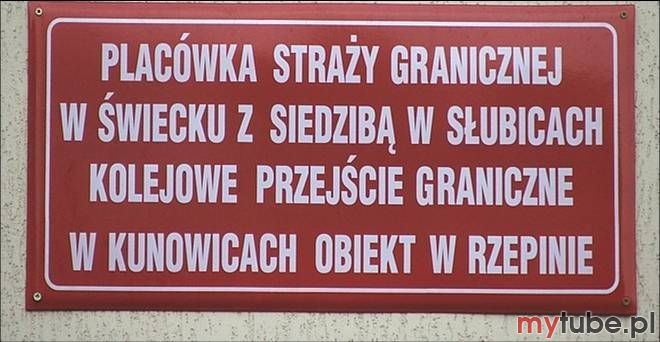 PLACÓWKA STRAŻY GRANICZNEJ
W ŚWIECKU Z SIEDZIBĄ W SŁUBICACH
KOLEJOWE PRZEJŚCIE GRANICZNE
W KUNOWICACH OBIEKT W RZEPINIE
mytube.pl